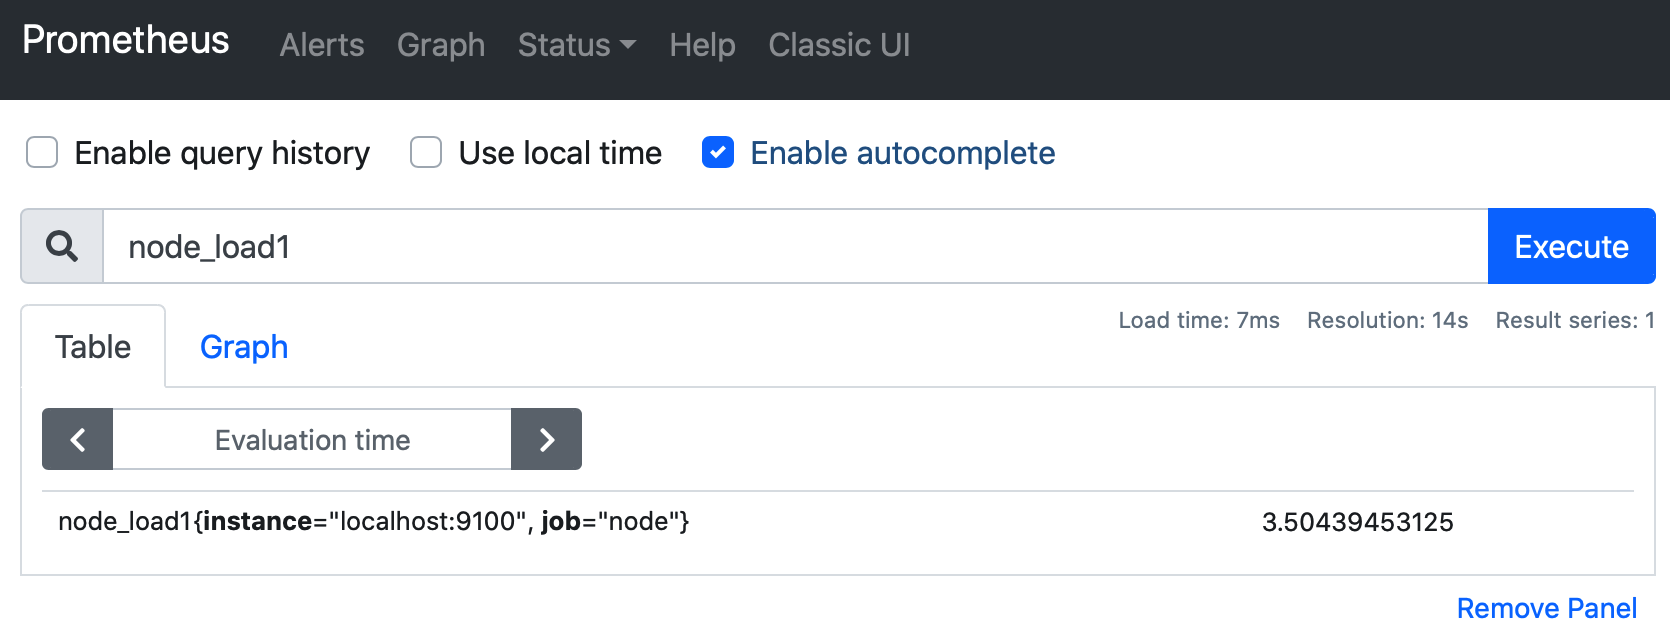 Prometheus Alerts Graph Status Help Classic UI
Enable query history Use local time Enable autocomplete
node_load1 Execute
Load time: 7ms Resolution: 14s Result series: 1
Table Graph
Evaluation time
node_load1{instance="localhost:9100", job="node"} 3.50439453125
Remove Panel